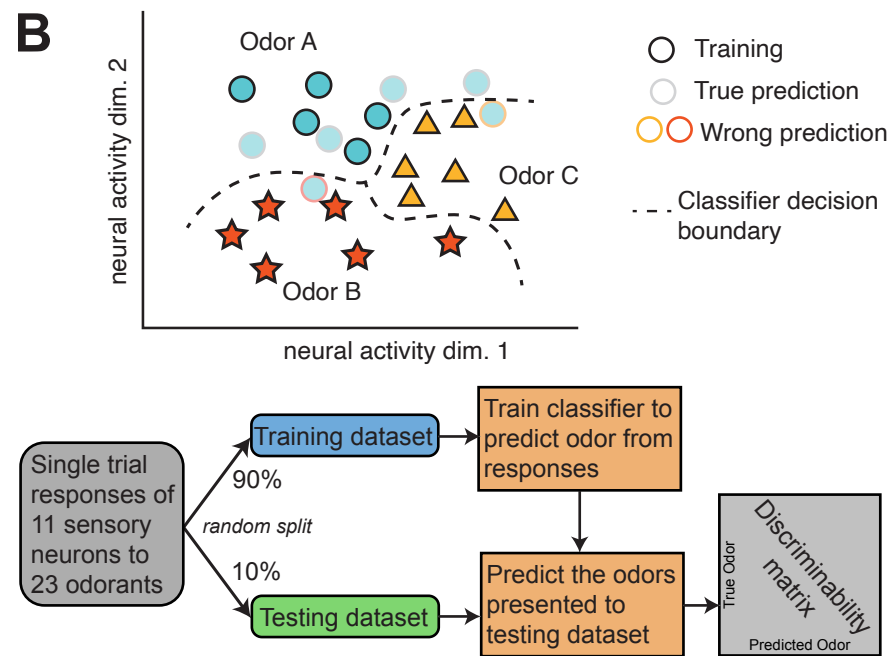 B
Odor A
Odor C
Odor B
neural activity dim. 2
neural activity dim. 1
Training
True prediction
Wrong prediction
Classifier decision
boundary
Single trial
responses of
11 sensory
neurons to
23 odorants
90%
random split
10%
Training dataset
Testing dataset
Train classifier to
predict odor from
responses
Predict the odors
presented to
testing dataset
True Odor
Discriminability
matrix
Predicted Odor